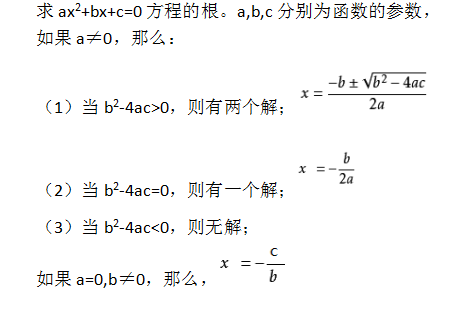 求 ax²+bx+c=0 方程的根。a,b,c 分别为函数的参数，
如果 a≠0，那么：
（1）当 b²-4ac>0，则有两个解； x = (-b ± √(b² − 4ac)) / 2a
（2）当 b²-4ac=0，则有一个解； x = − b / 2a
（3）当 b²-4ac<0，则无解；
如果 a=0,b≠0，那么， x = − c / b